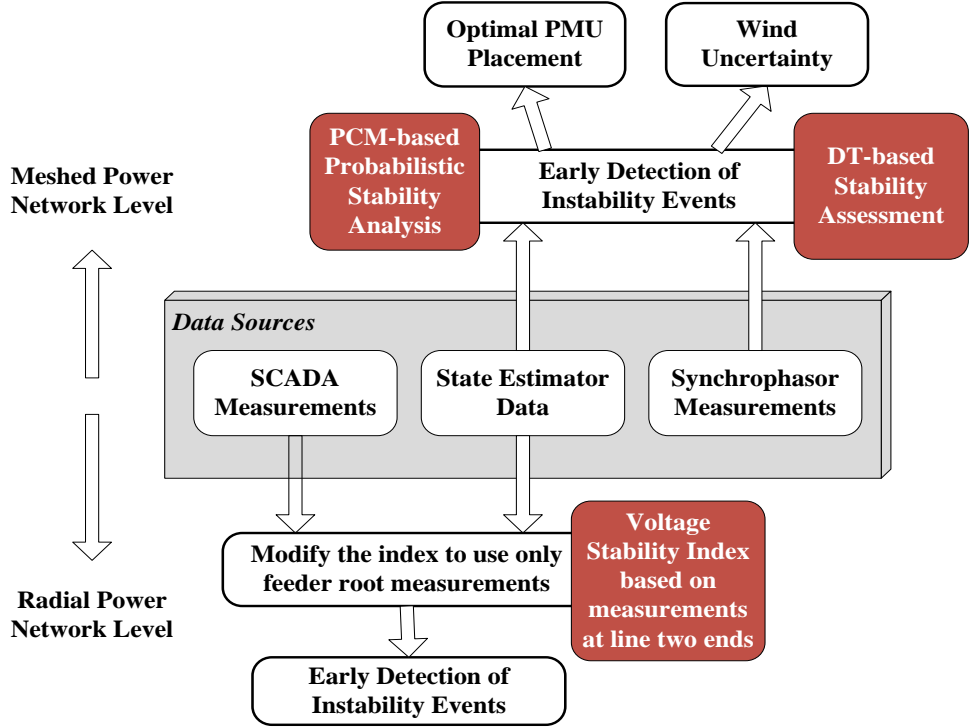 Optimal PMU
Placement
Wind
Uncertainty
PCM-based
Probabilistic
Stability
Analysis
Early Detection of
Instability Events
DT-based
Stability
Assessment
Meshed Power
Network Level
Data Sources
SCADA
Measurements
State Estimator
Data
Synchrophasor
Measurements
Modify the index to use only
feeder root measurements
Voltage
Stability Index
based on
measurements
at line two ends
Radial Power
Network Level
Early Detection of
Instability Events